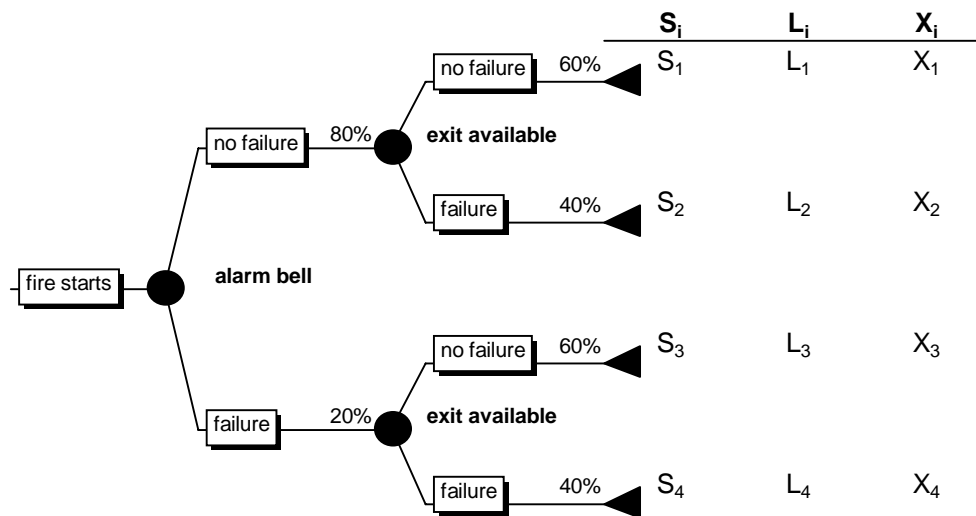 Sᵢ Lᵢ Xᵢ
no failure 60% S₁ L₁ X₁
no failure 80% exit available
failure 40% S₂ L₂ X₂
fire starts alarm bell
no failure 60% S₃ L₃ X₃
failure 20% exit available
failure 40% S₄ L₄ X₄